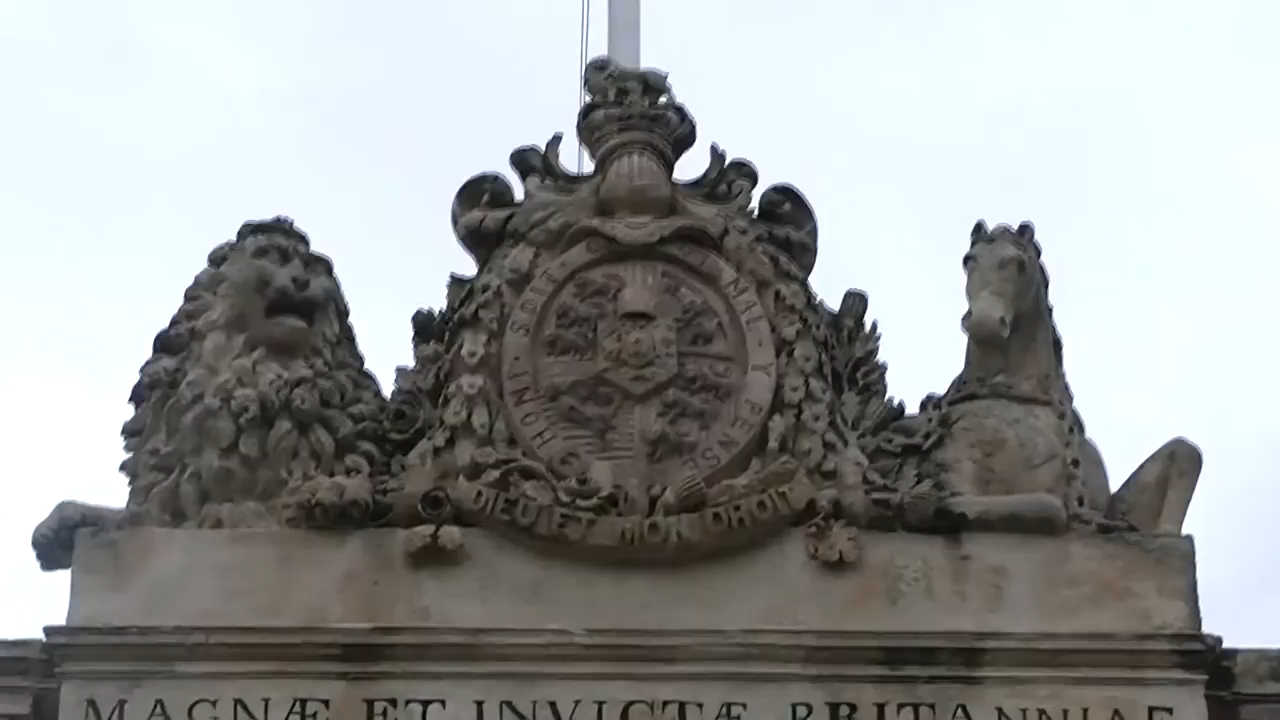 HONI · SOIT · QUI · MAL · Y PENSE
DIEU ET MON DROIT
MAGNÆ ET INVICTÆ BRITANNIAE